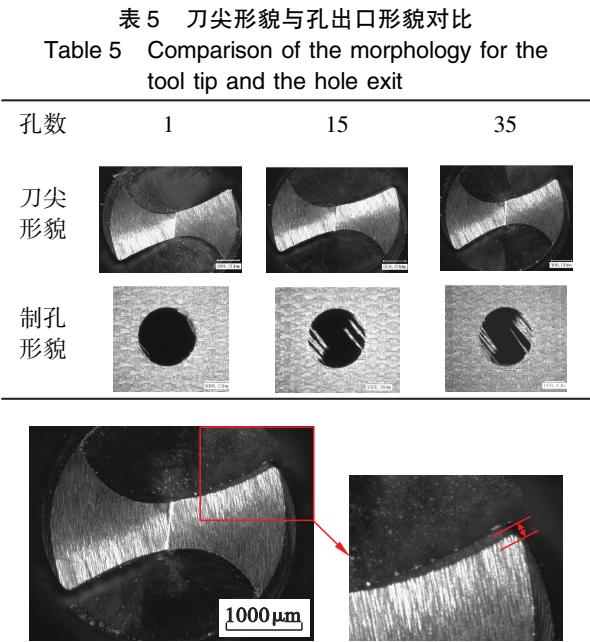 表 5 刀尖形貌与孔出口形貌对比
Table 5 Comparison of the morphology for the
tool tip and the hole exit
孔数 1 15 35
刀尖
形貌
制孔
形貌
1000μm